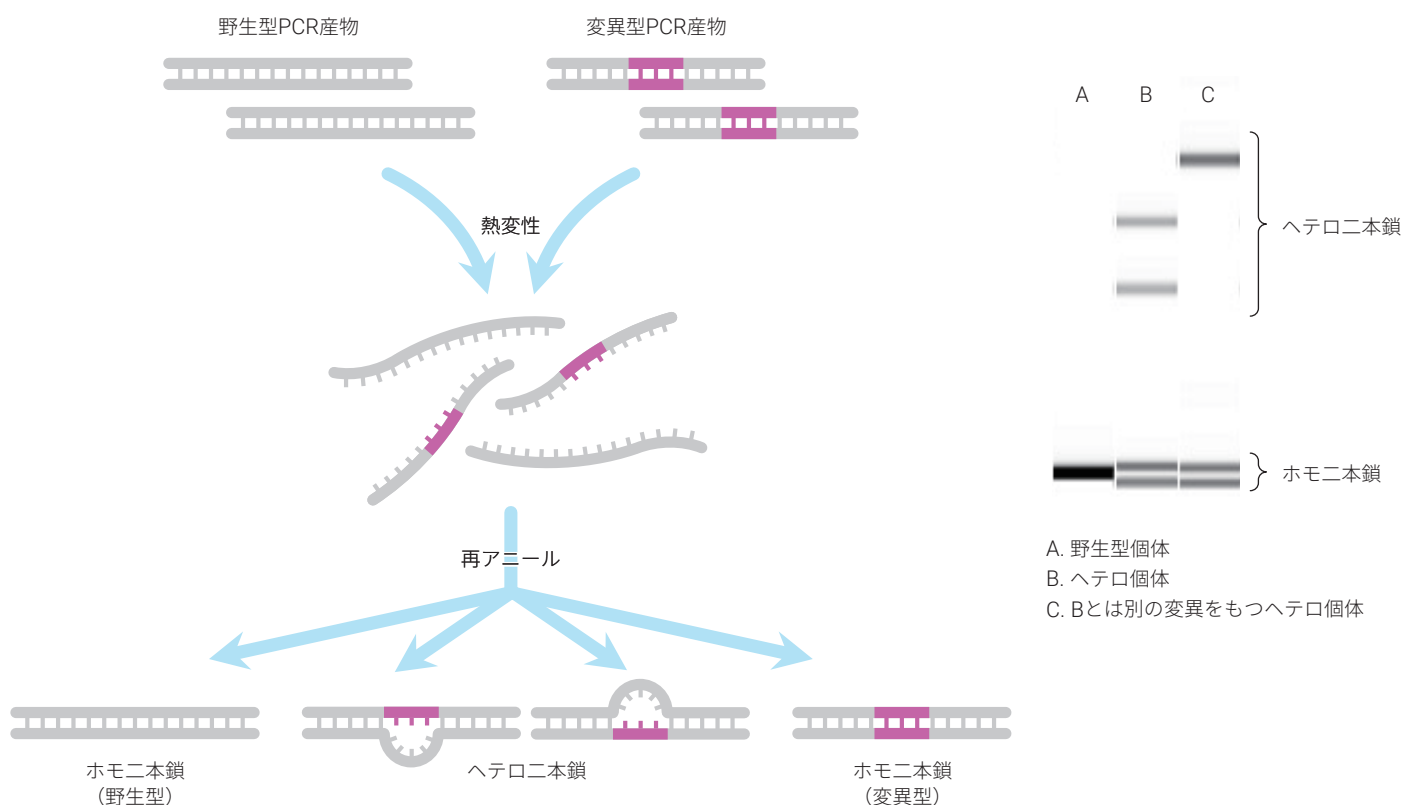 野生型PCR産物
変異型PCR産物
熱変性
再アニール
ホモ二本鎖
（野生型）
ヘテロ二本鎖
ホモ二本鎖
（変異型）
A B C
ヘテロ二本鎖
ホモ二本鎖
A. 野生型個体
B. ヘテロ個体
C. Bとは別の変異をもつヘテロ個体